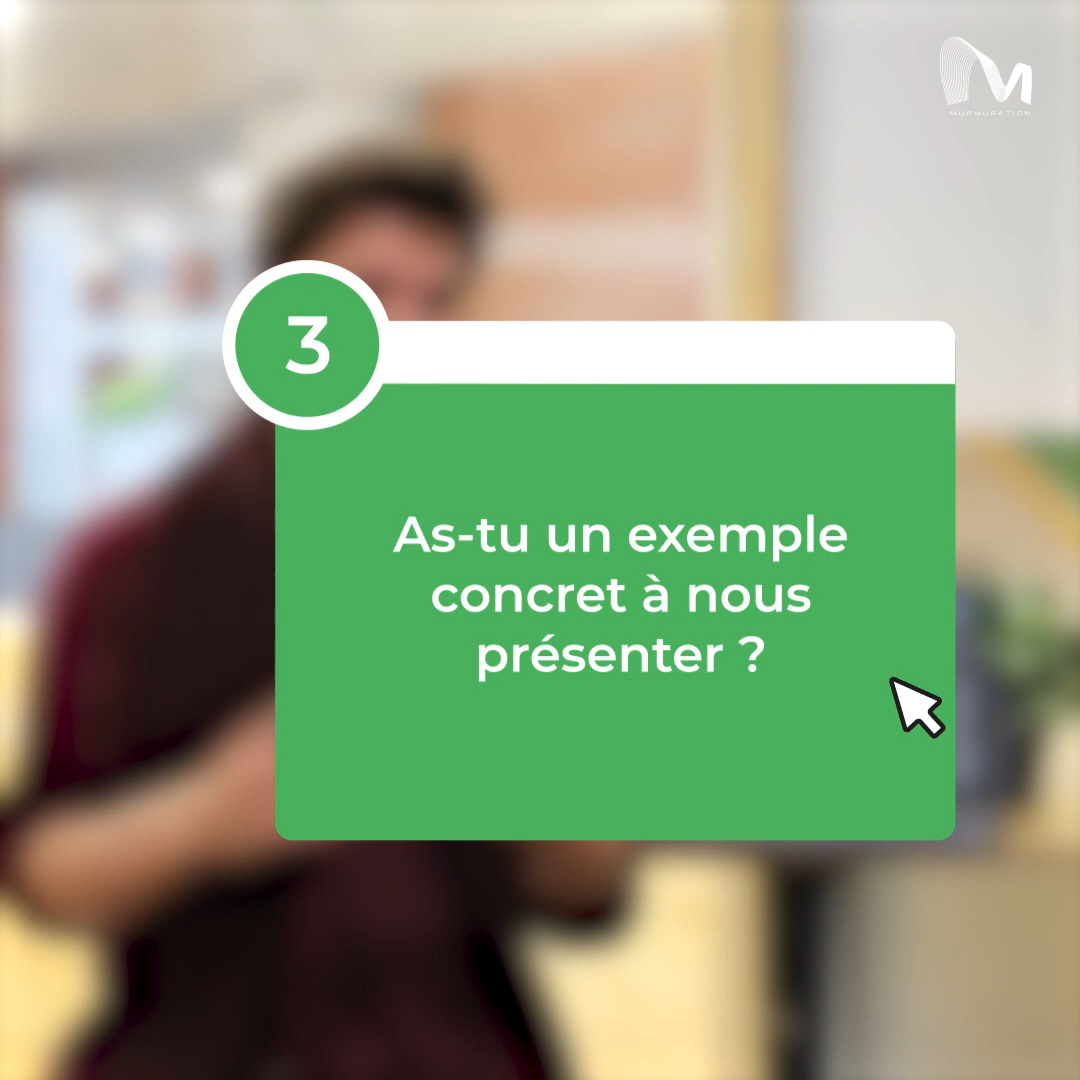 MURMURATION
3
As-tu un exemple
concret à nous
présenter ?